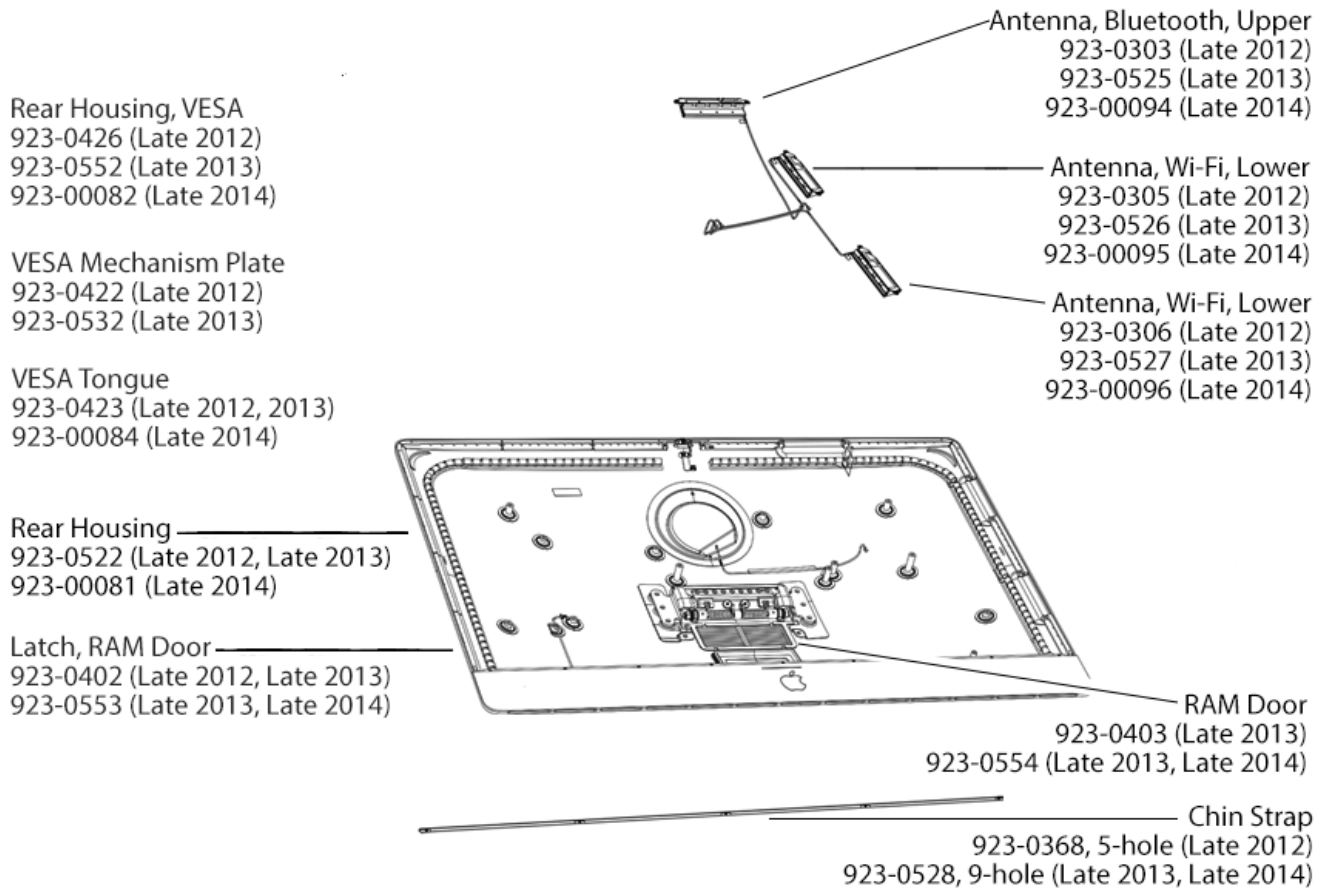 Rear Housing, VESA
923-0426 (Late 2012)
923-0552 (Late 2013)
923-00082 (Late 2014)
VESA Mechanism Plate
923-0422 (Late 2012)
923-0532 (Late 2013)
VESA Tongue
923-0423 (Late 2012, 2013)
923-00084 (Late 2014)
Rear Housing
923-0522 (Late 2012, Late 2013)
923-00081 (Late 2014)
Latch, RAM Door
923-0402 (Late 2012, Late 2013)
923-0553 (Late 2013, Late 2014)
Antenna, Bluetooth, Upper
923-0303 (Late 2012)
923-0525 (Late 2013)
923-00094 (Late 2014)
Antenna, Wi-Fi, Lower
923-0305 (Late 2012)
923-0526 (Late 2013)
923-00095 (Late 2014)
Antenna, Wi-Fi, Lower
923-0306 (Late 2012)
923-0527 (Late 2013)
923-00096 (Late 2014)
RAM Door
923-0403 (Late 2013)
923-0554 (Late 2013, Late 2014)
Chin Strap
923-0368, 5-hole (Late 2012)
923-0528, 9-hole (Late 2013, Late 2014)